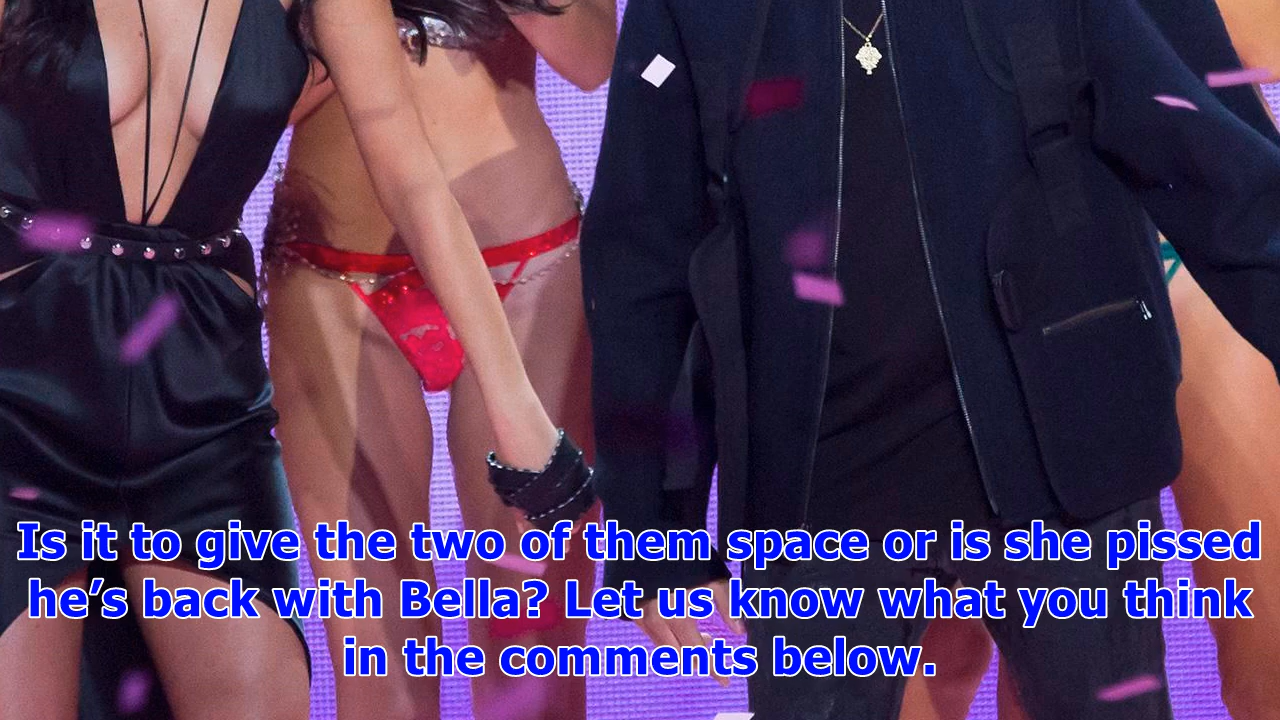 Is it to give the two of them space or is she pissed
he’s back with Bella? Let us know what you think
in the comments below.